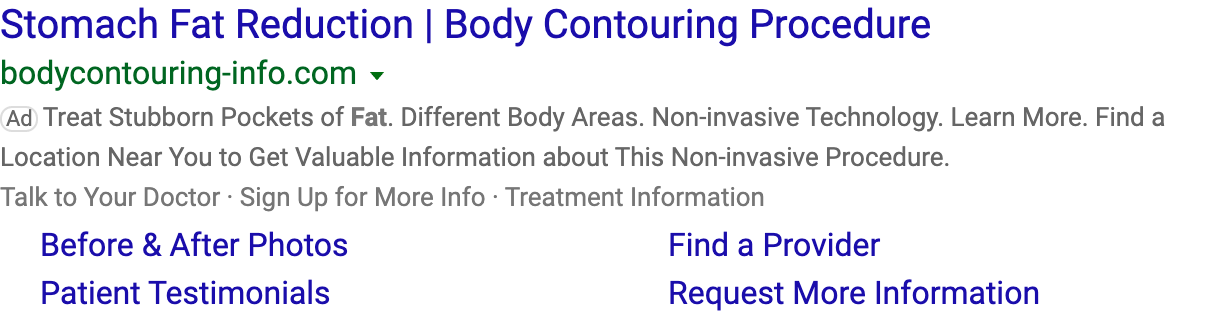 Stomach Fat Reduction | Body Contouring Procedure
bodycontouring-info.com
Ad Treat Stubborn Pockets of Fat. Different Body Areas. Non-invasive Technology. Learn More. Find a
Location Near You to Get Valuable Information about This Non-invasive Procedure.
Talk to Your Doctor · Sign Up for More Info · Treatment Information
Before & After Photos Find a Provider
Patient Testimonials Request More Information